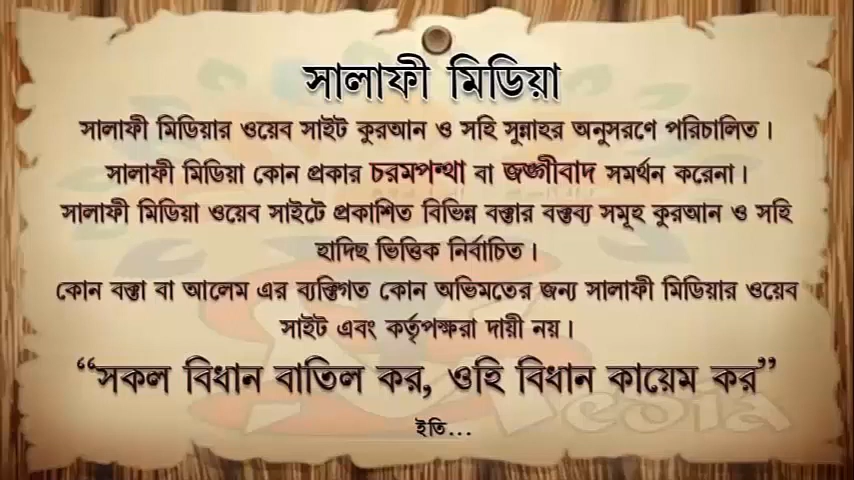 সালাফী মিডিয়া
সালাফী মিডিয়ার ওয়েব সাইট কুরআন ও সহি সুন্নাহর অনুসরণে পরিচালিত।
সালাফী মিডিয়া কোন প্রকার চরমপন্থা বা জঙ্গীবাদ সমর্থন করেনা।
সালাফী মিডিয়া ওয়েব সাইটে প্রকাশিত বিভিন্ন বক্তার বক্তব্য সমূহ কুরআন ও সহি
হাদিছ ভিত্তিক নির্বাচিত।
কোন বক্তা বা আলেম এর ব্যক্তিগত কোন অভিমতের জন্য সালাফী মিডিয়ার ওয়েব
সাইট এবং কর্তৃপক্ষরা দায়ী নয়।
“সকল বিধান বাতিল কর, ওহি বিধান কায়েম কর”
ইতি...